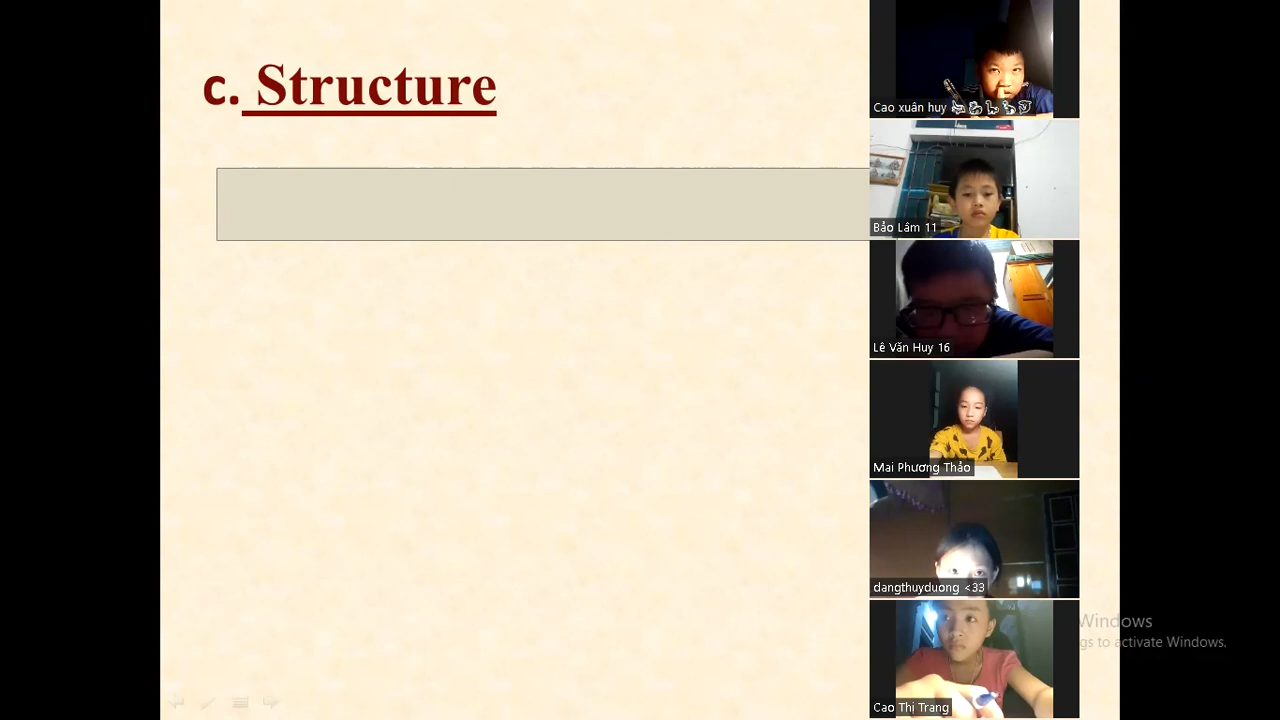 c. Structure
Cao xuân huy
Bảo Lâm 11
Lê Văn Huy 16
Mai Phương Thảo
dangthuyduong <33
Cao Thị Trang
Windows
gs to activate Windows.